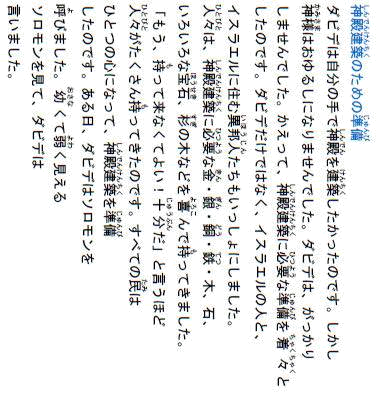 神殿建築のための準備
ダビデは自分の手で神殿を建築したかったのです。しかし
神様はおゆるしになりませんでした。ダビデは、がっかり
しませんでした。かえって、神殿建築に必要な準備を着々と
したのです。ダビデだけではなく、イスラエルの人と、
イスラエルに住む異邦人たちもいっしょにしました。
人々は、神殿建築に必要な金・銀・銅・鉄・木、石、
いろいろな宝石、杉の木などを喜んで持ってきました。
「もう、持って来なくてよい！十分だ」と言うほど
人々がたくさん持ってきたのです。すべての民は
ひとつの心になって、神殿建築を準備
したのです。ある日、ダビデはソロモンを
呼びました。幼くて弱く見える
ソロモンを見て、ダビデは
言いました。